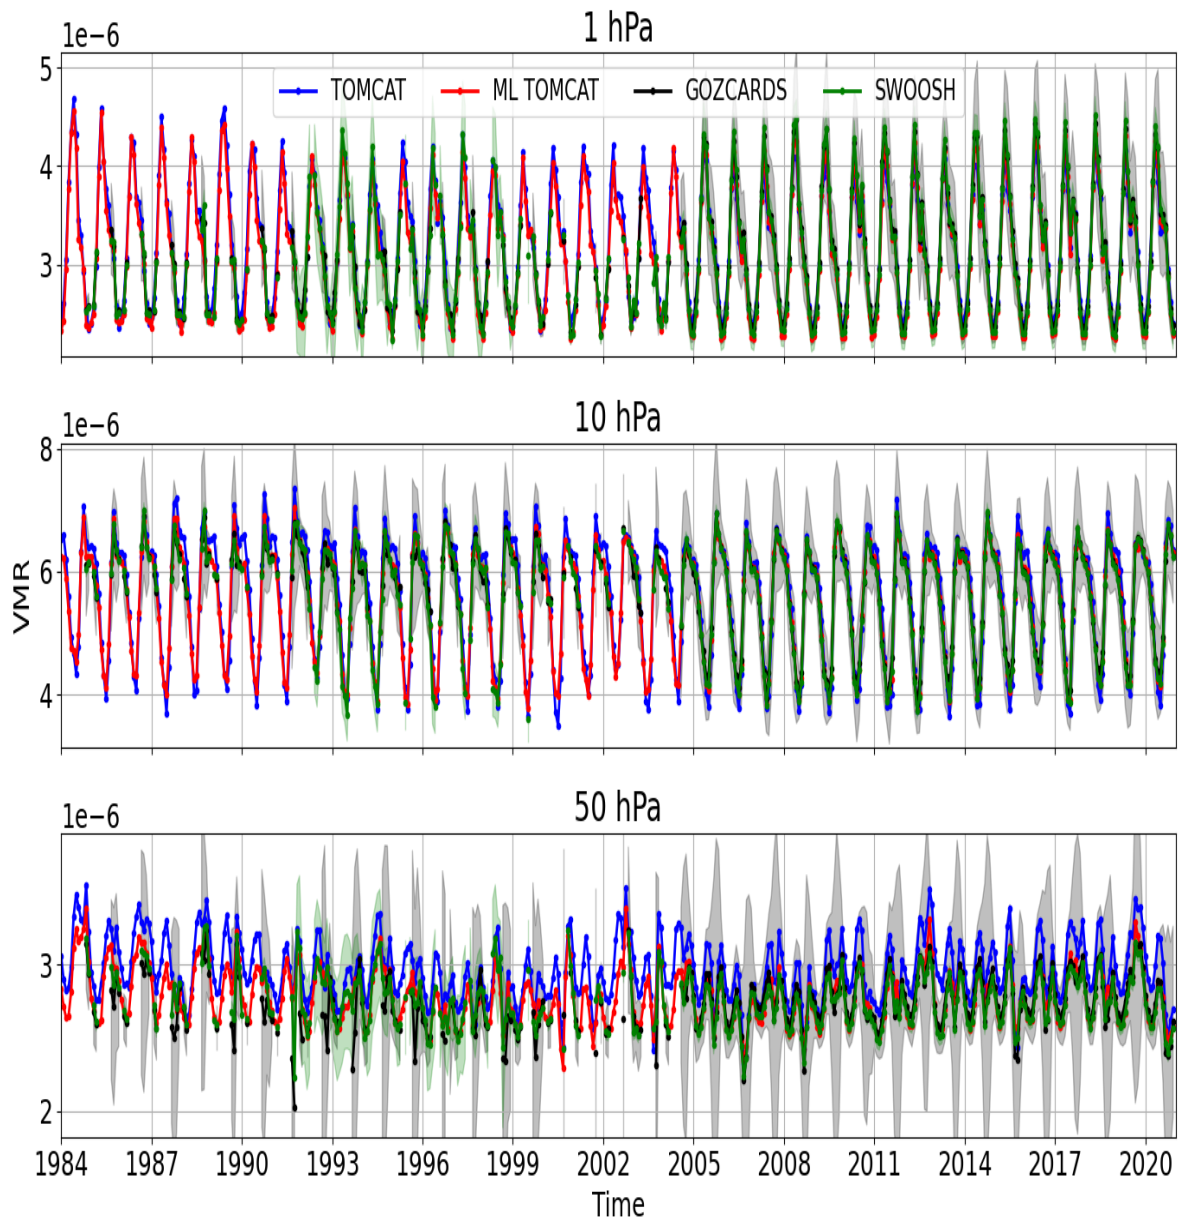 1 hPa
1e−6
TOMCAT ML TOMCAT GOZCARDS SWOOSH
5
4
3
10 hPa
1e−6
8
6
4
VMR
50 hPa
1e−6
3
2
1984 1987 1990 1993 1996 1999 2002 2005 2008 2011 2014 2017 2020
Time